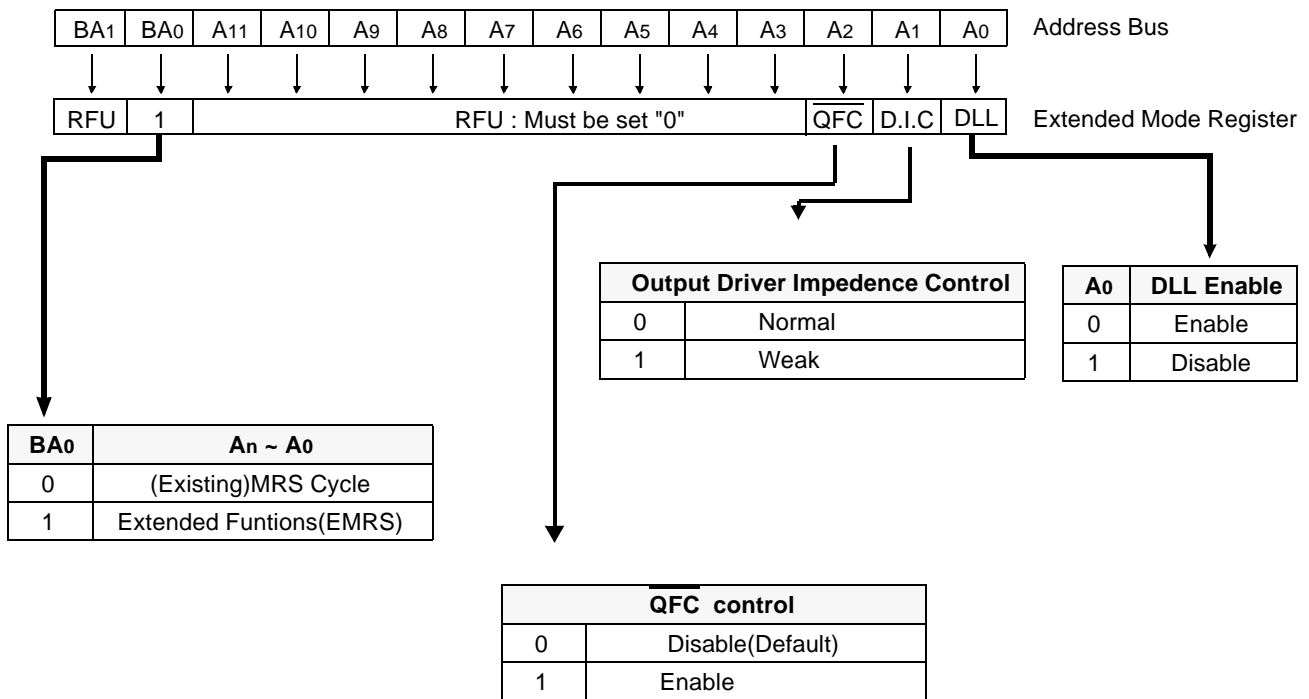 BA1 BA0 A11 A10 A9 A8 A7 A6 A5 A4 A3 A2 A1 A0 Address Bus
RFU 1 RFU : Must be set "0" QFC D.I.C DLL Extended Mode Register
Output Driver Impedence Control
0 Normal
1 Weak
A0 DLL Enable
0 Enable
1 Disable
BA0 An ~ A0
0 (Existing)MRS Cycle
1 Extended Funtions(EMRS)
QFC control
0 Disable(Default)
1 Enable